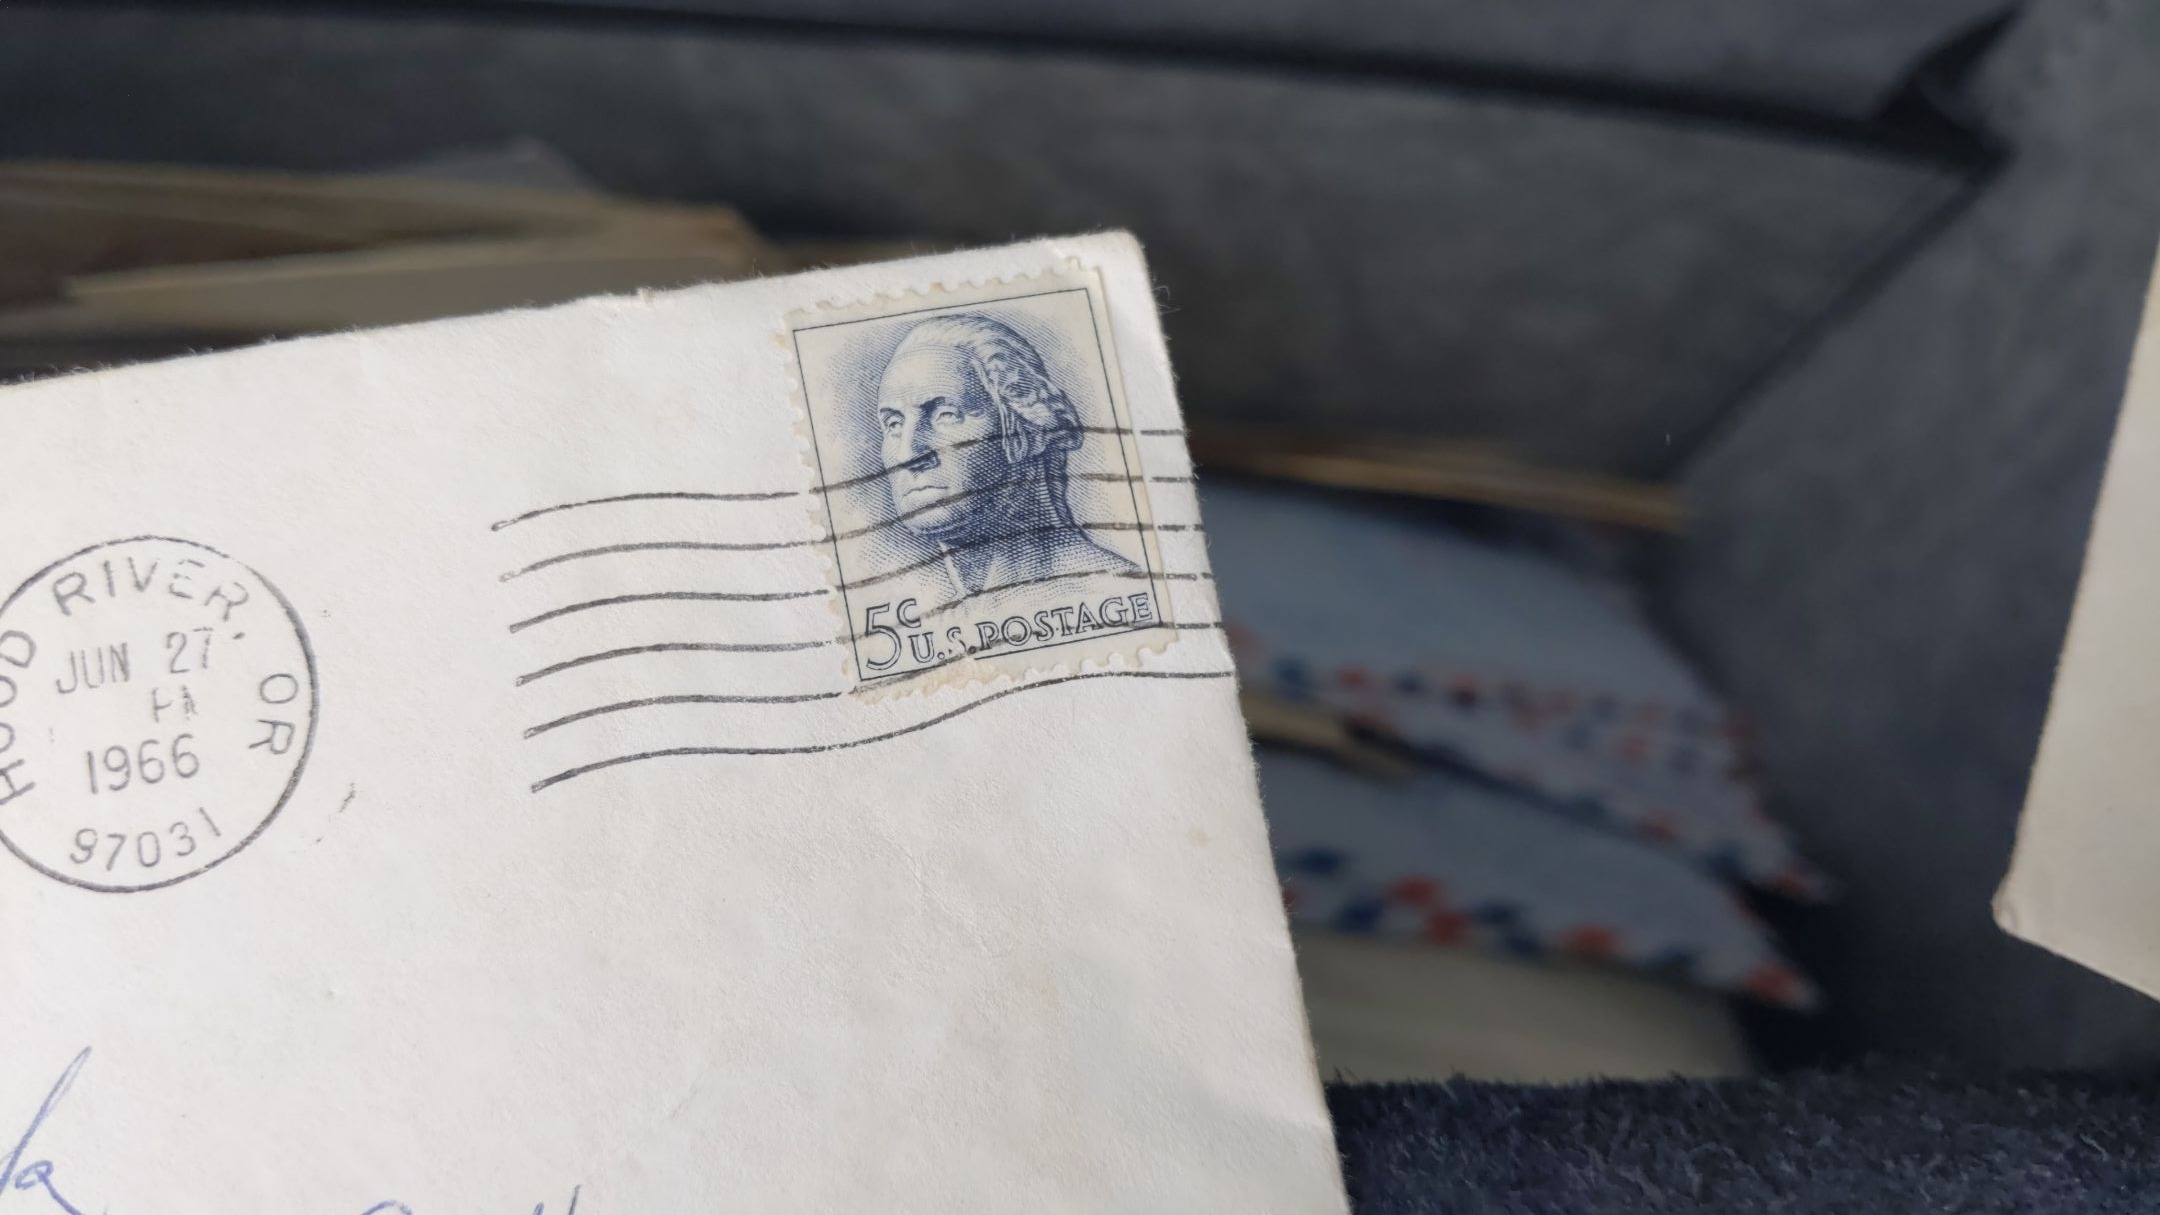 HOOD RIVER, OR
JUN 27
PM
1966
97031
5c U.S. POSTAGE